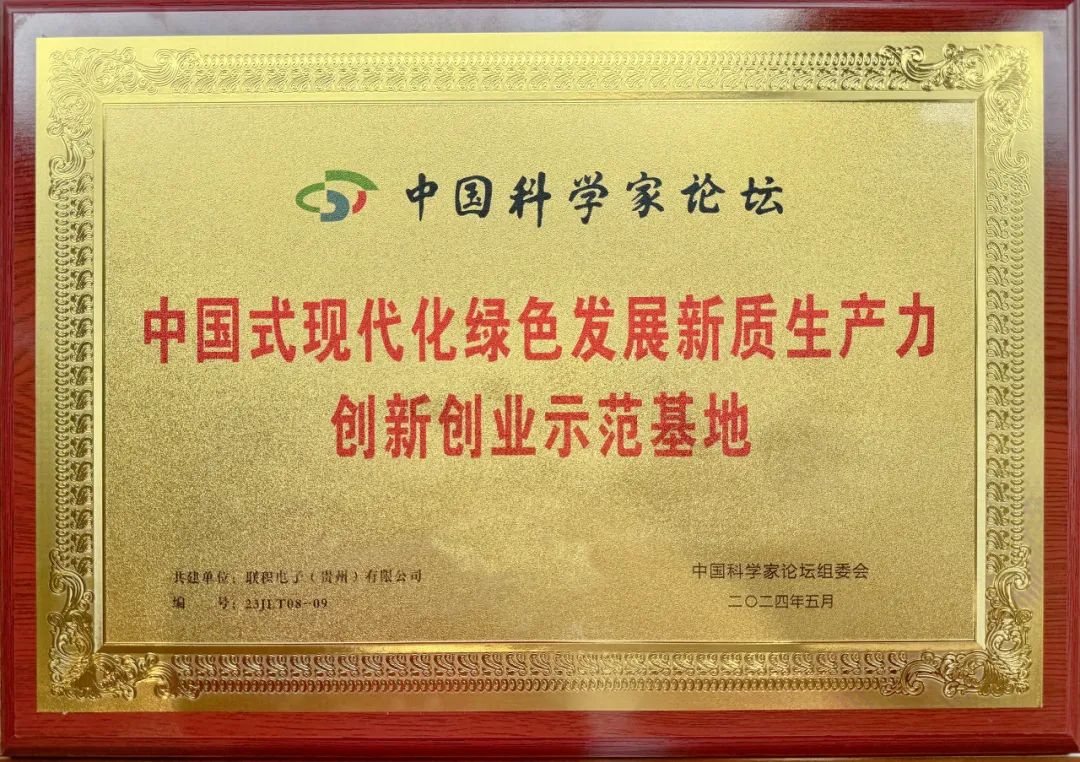 中国科学家论坛
中国式现代化绿色发展新质生产力
创新创业示范基地
共建单位：联积电子（贵州）有限公司
编　　号：23JLT08-09
中国科学家论坛组委会
二〇二四年五月